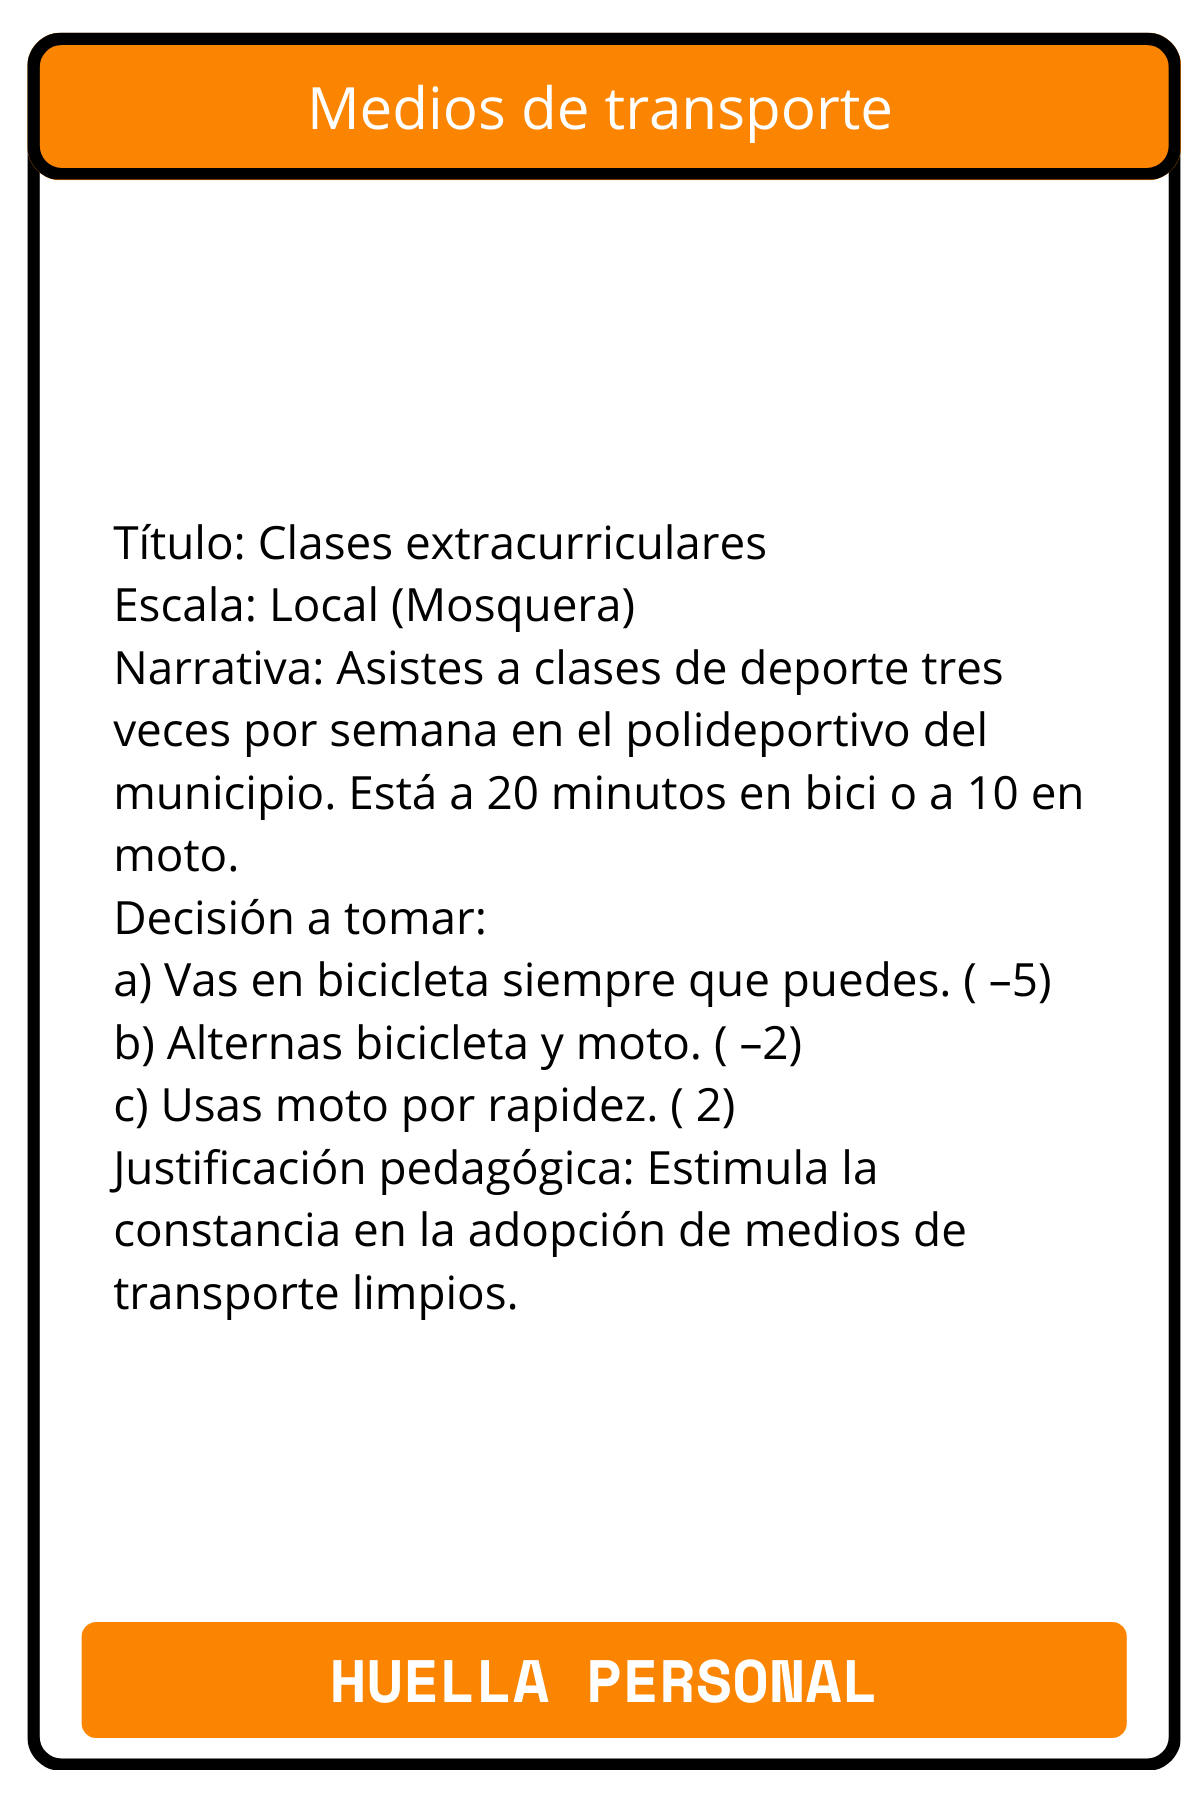 Medios de transporte
Título: Clases extracurriculares
Escala: Local (Mosquera)
Narrativa: Asistes a clases de deporte tres
veces por semana en el polideportivo del
municipio. Está a 20 minutos en bici o a 10 en
moto.
Decisión a tomar:
a) Vas en bicicleta siempre que puedes. ( –5)
b) Alternas bicicleta y moto. ( –2)
c) Usas moto por rapidez. ( 2)
Justificación pedagógica: Estimula la
constancia en la adopción de medios de
transporte limpios.
HUELLA PERSONAL